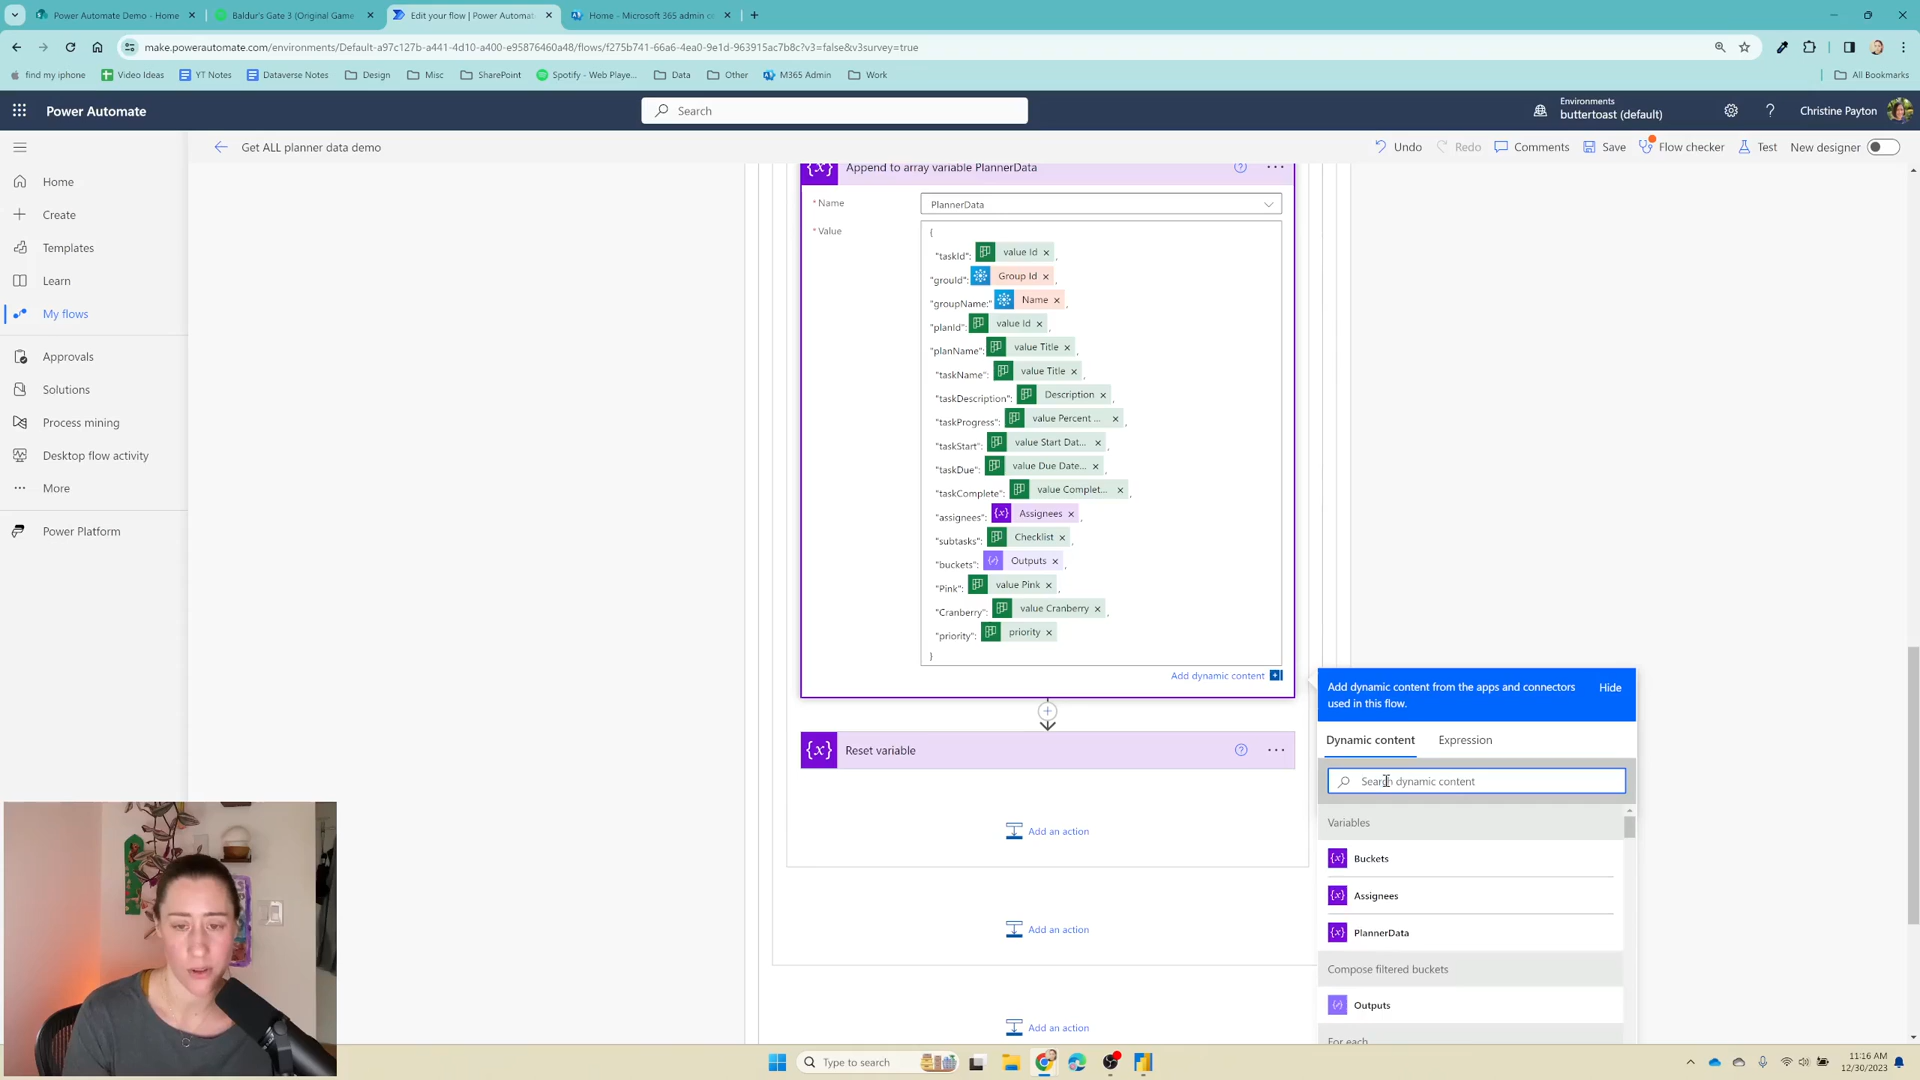 Power Automate Demo - Home
Baldur's Gate 3 (Original Game
Edit your flow | Power Automat
Home - Microsoft 365 admin c
make.powerautomate.com/environments/Default-a97c127b-a441-4d10-a400-e95876460a48/flows/f275b741-66a6-4ea0-9e1d-963915ac7b8c?v3=false&v3survey=true
find my iphone
Video Ideas
YT Notes
Dataverse Notes
Design
Misc
SharePoint
Spotify - Web Playe...
Data
Other
M365 Admin
Work
All Bookmarks
Power Automate
Search
Environments
buttertoast (default)
Christine Payton
Get ALL planner data demo
Undo
Redo
Comments
Save
Flow checker
Test
New designer
Home
Create
Templates
Learn
My flows
Approvals
Solutions
Process mining
Desktop flow activity
More
Power Platform
Append to array variable PlannerData
* Name
PlannerData
* Value
{
"taskId": value Id ,
"grouId": Group Id ,
"groupName:" Name ,
"planId": value Id ,
"planName": value Title ,
"taskName": value Title ,
"taskDescription": Description ,
"taskProgress": value Percent ... ,
"taskStart": value Start Dat... ,
"taskDue": value Due Date... ,
"taskComplete": value Complet... ,
"assignees": {x} Assignees ,
"subtasks": Checklist ,
"buckets": Outputs ,
"Pink": value Pink ,
"Cranberry": value Cranberry ,
"priority": priority
}
Add dynamic content
{x} Reset variable
Add an action
Add an action
Add an action
Add dynamic content from the apps and connectors
used in this flow.
Hide
Dynamic content
Expression
Search dynamic content
Variables
{x} Buckets
{x} Assignees
{x} PlannerData
Compose filtered buckets
Outputs
For each
Type to search
11:16 AM
12/30/2023